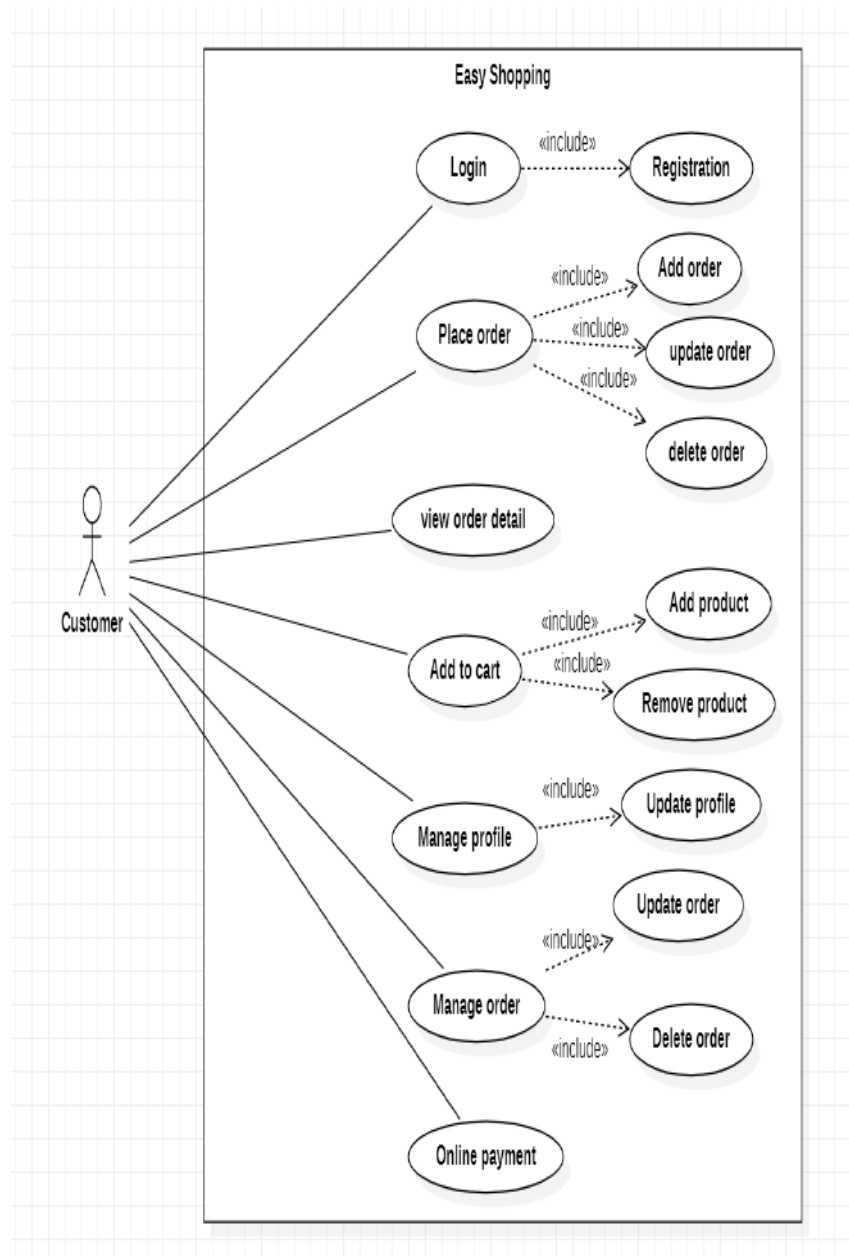 Easy Shopping
«include»
Login
Registration
Add order
«include»
Place order
«include»
update order
«include»
delete order
view order detail
Customer
Add product
«include»
Add to cart
«include»
Remove product
«include»
Update profile
Manage profile
Update order
«include»
Manage order
Delete order
«include»
Online payment